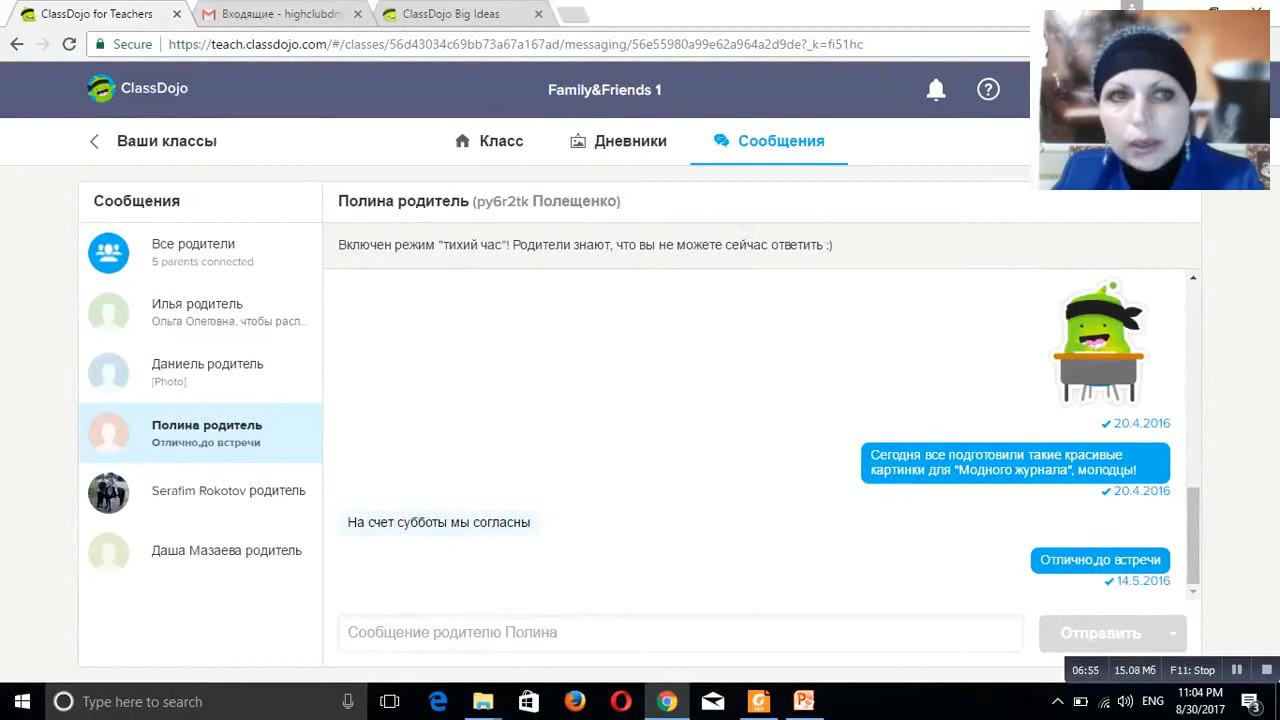 ClassDojo for Teachers
Входящи - highclubdm
ClassDojo Big Ideas
Secure
https://teach.classdojo.com/#/classes/56d43034c69bb73a67a167ad/messaging/56e55980a99e62a964a2d9de?_k=fi51hc
ClassDojo
Family&Friends 1
Ваши классы
Класс
Дневники
Сообщения
Сообщения
Все родители
5 parents connected
Илья родитель
Ольга Олеговна, чтобы расп...
Даниель родитель
[Photo]
Полина родитель
Отлично,до встречи
Serafim Rokotov родитель
Даша Мазаева родитель
Полина родитель (py6r2tk Полещенко)
Включен режим "тихий час"! Родители знают, что вы не можете сейчас ответить :)
20.4.2016
Сегодня все подготовили такие красивые
картинки для "Модного журнала", молодцы!
20.4.2016
На счет субботы мы согласны
Отлично,до встречи
14.5.2016
Сообщение родителю Полина
Отправить
06:55
15.08 Мб
F11: Stop
Type here to search
ENG
11:04 PM
8/30/2017
3